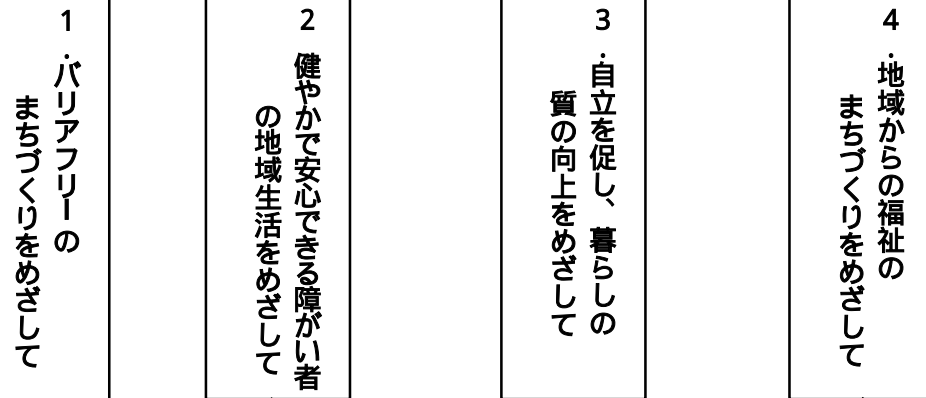 1．バリアフリーの
まちづくりをめざして
2 健やかで安心できる障がい者
の地域生活をめざして
3．自立を促し、暮らしの
質の向上をめざして
4．地域からの福祉の
まちづくりをめざして